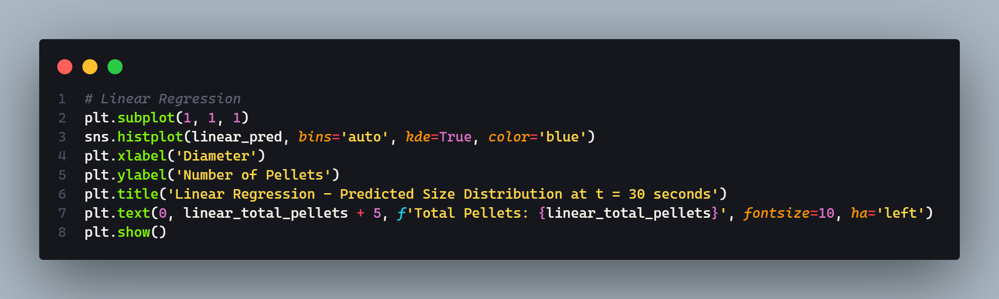 1 # Linear Regression
2 plt.subplot(1, 1, 1)
3 sns.histplot(linear_pred, bins='auto', kde=True, color='blue')
4 plt.xlabel('Diameter')
5 plt.ylabel('Number of Pellets')
6 plt.title('Linear Regression - Predicted Size Distribution at t = 30 seconds')
7 plt.text(0, linear_total_pellets + 5, f'Total Pellets: {linear_total_pellets}', fontsize=10, ha='left')
8 plt.show()